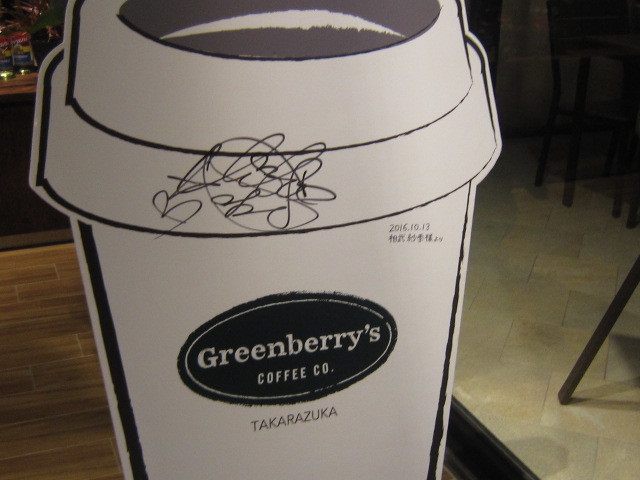 2016.10.13
相武紗季様より
Greenberry's
COFFEE CO.
TAKARAZUKA